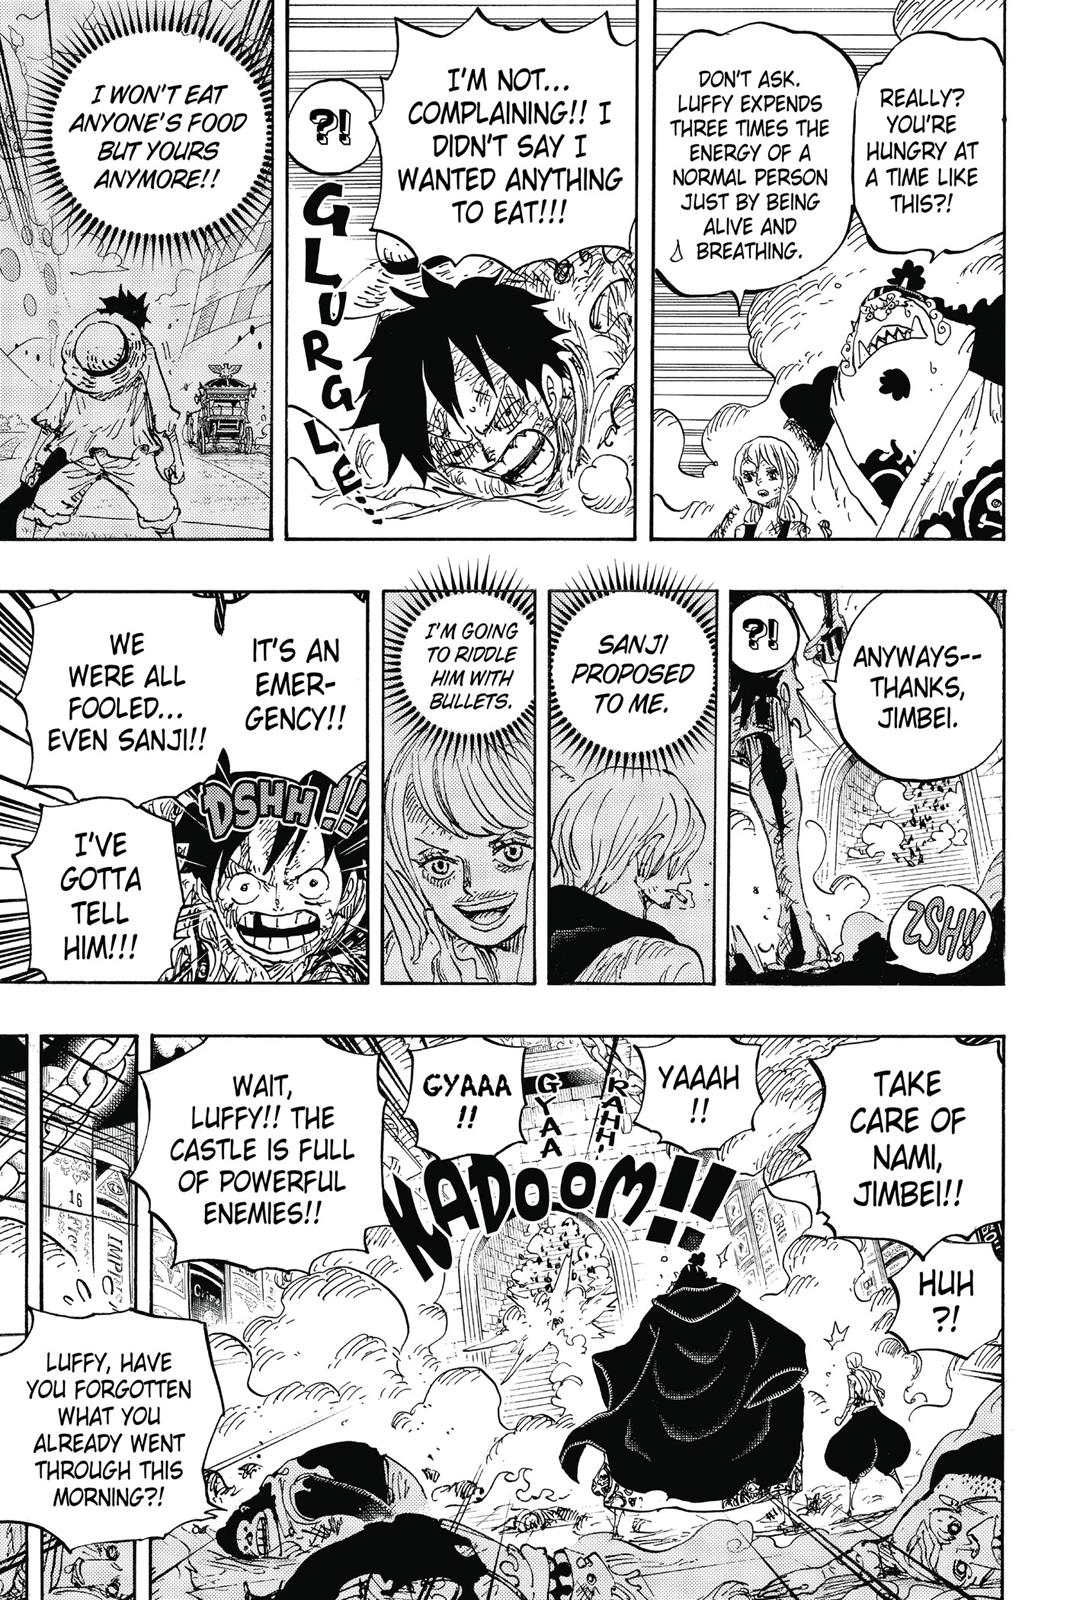 REALLY?
YOU'RE
HUNGRY AT
A TIME LIKE
THIS?!
DON'T ASK.
LUFFY EXPENDS
THREE TIMES THE
ENERGY OF A
NORMAL PERSON
JUST BY BEING
ALIVE AND
BREATHING.
I'M NOT...
COMPLAINING!! I
DIDN'T SAY I
WANTED ANYTHING
TO EAT!!!
?!
GLURGLE...
I WON'T EAT
ANYONE'S FOOD
BUT YOURS
ANYMORE!!
ANYWAYS--
THANKS,
JIMBEI.
?!
ZSH!!
SANJI
PROPOSED
TO ME.
I'M GOING
TO RIDDLE
HIM WITH
BULLETS.
IT'S AN
EMER-
GENCY!!
WE
WERE ALL
FOOLED...
EVEN SANJI!!
DSHH!!
I'VE
GOTTA
TELL
HIM!!!
TAKE
CARE OF
NAMI,
JIMBEI!!
HUH
?!
YAAAH
!!
RAHH!
GYAA
GYAAA
!!
KADOOM!!
WAIT,
LUFFY!! THE
CASTLE IS FULL
OF POWERFUL
ENEMIES!!
16
LUFFY, HAVE
YOU FORGOTTEN
WHAT YOU
ALREADY WENT
THROUGH THIS
MORNING?!